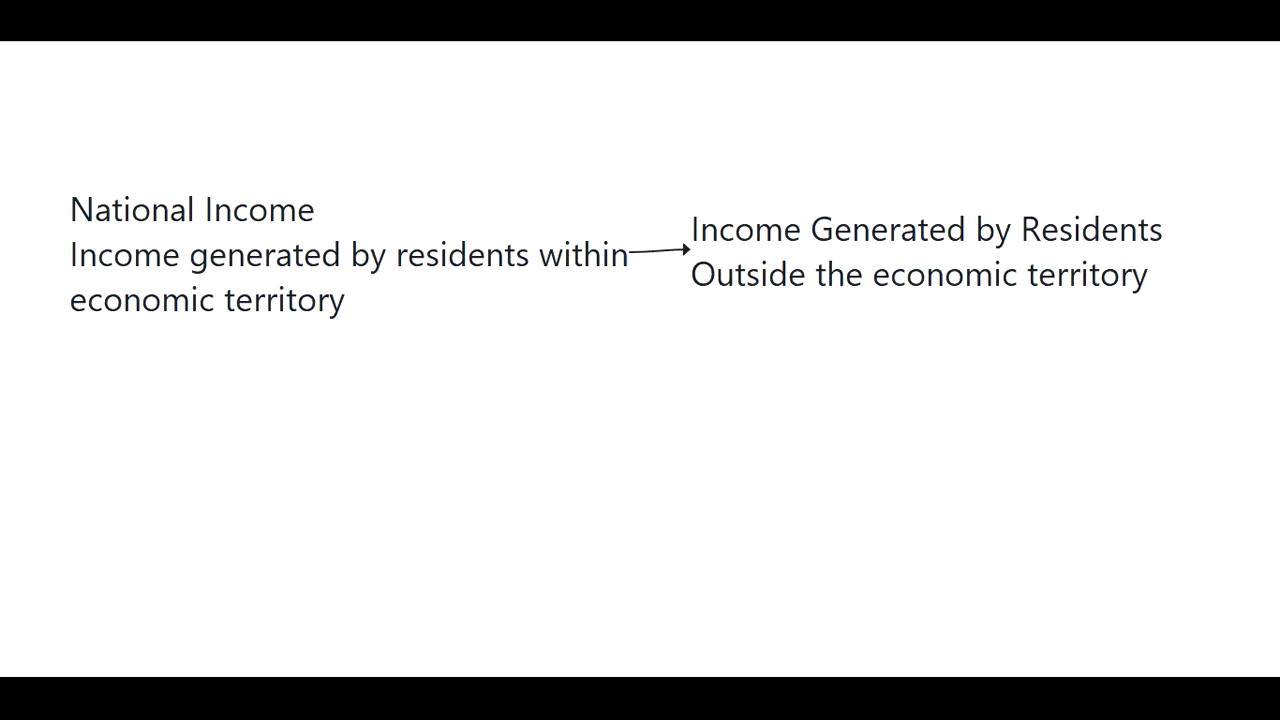 National Income
Income generated by residents within
economic territory
Income Generated by Residents
Outside the economic territory